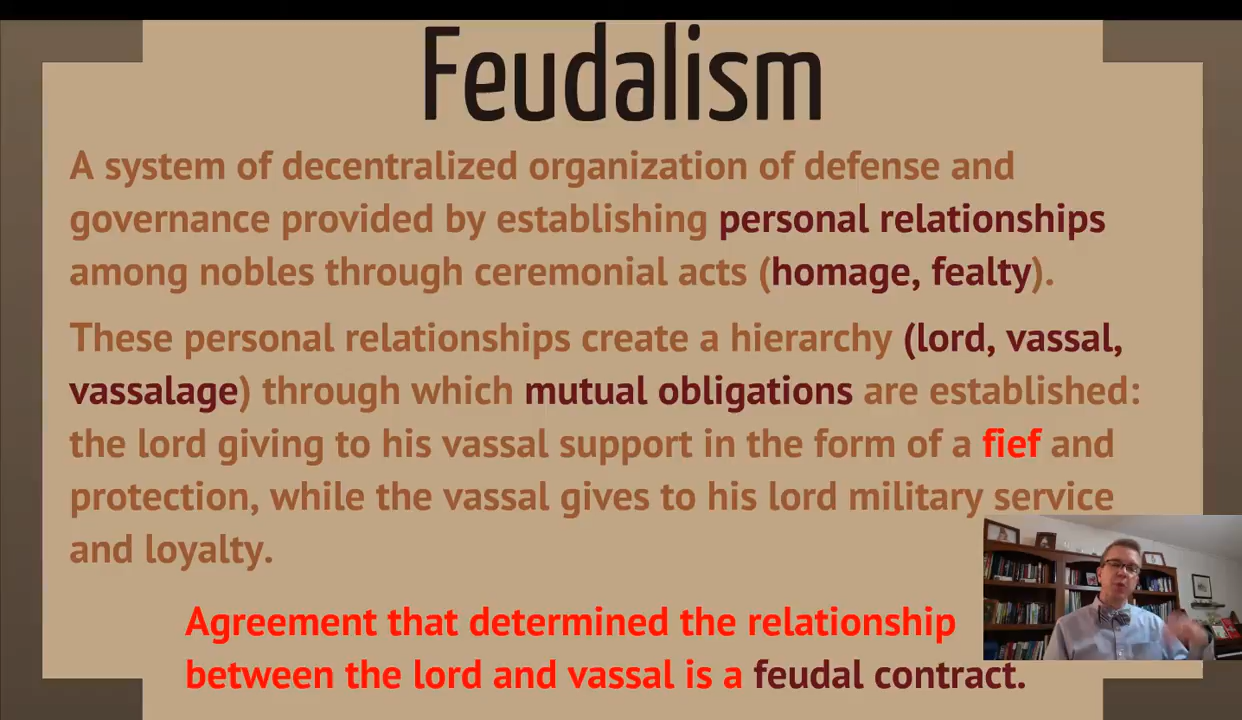 Feudalism
A system of decentralized organization of defense and
governance provided by establishing personal relationships
among nobles through ceremonial acts (homage, fealty).
These personal relationships create a hierarchy (lord, vassal,
vassalage) through which mutual obligations are established:
the lord giving to his vassal support in the form of a fief and
protection, while the vassal gives to his lord military service
and loyalty.
Agreement that determined the relationship
between the lord and vassal is a feudal contract.